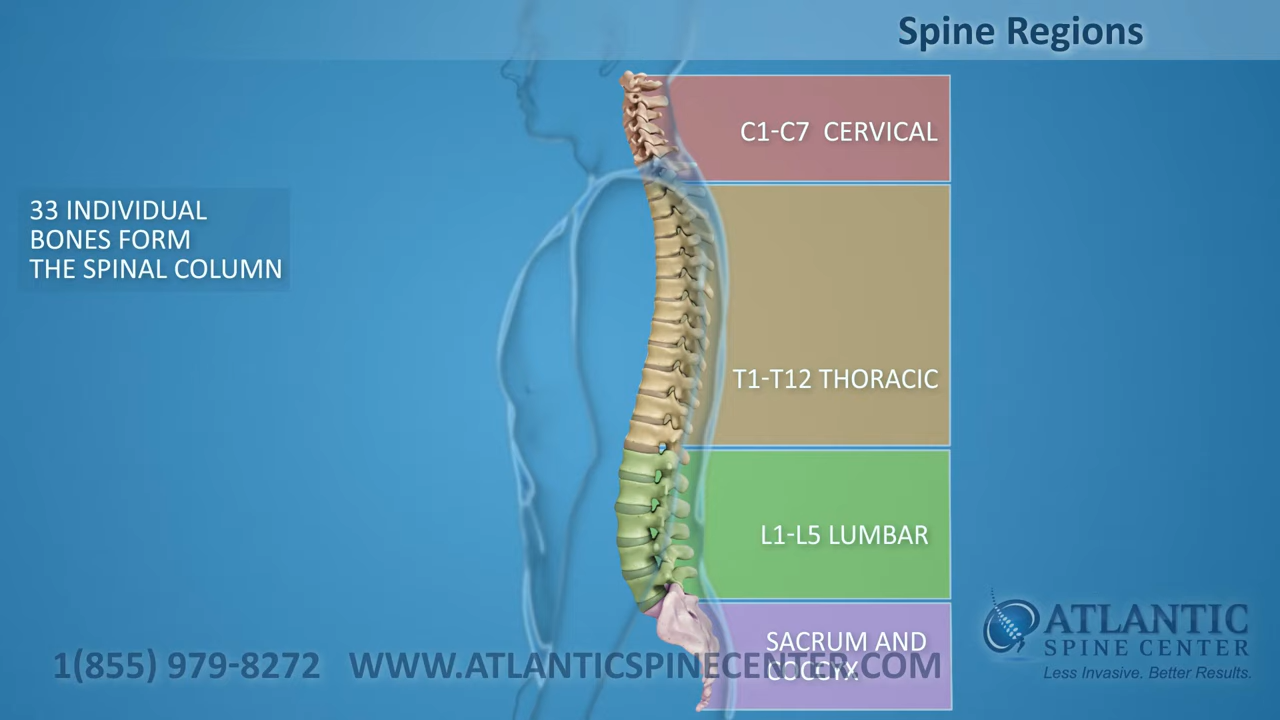 Spine Regions
33 INDIVIDUAL
BONES FORM
THE SPINAL COLUMN
C1-C7 CERVICAL
T1-T12 THORACIC
L1-L5 LUMBAR
SACRUM AND
COCCYX
1(855) 979-8272 WWW.ATLANTICSPINECENTER.COM
ATLANTIC
SPINE CENTER
Less Invasive. Better Results.